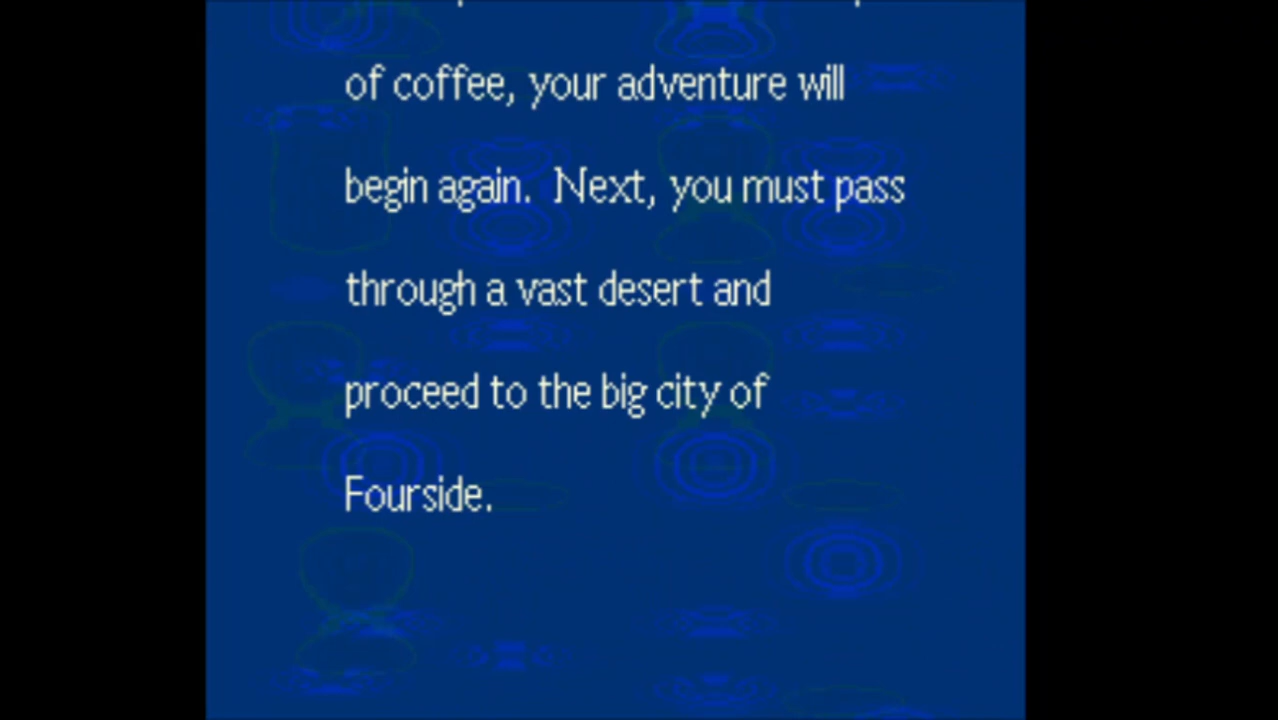 of coffee, your adventure will
begin again. Next, you must pass
through a vast desert and
proceed to the big city of
Fourside.